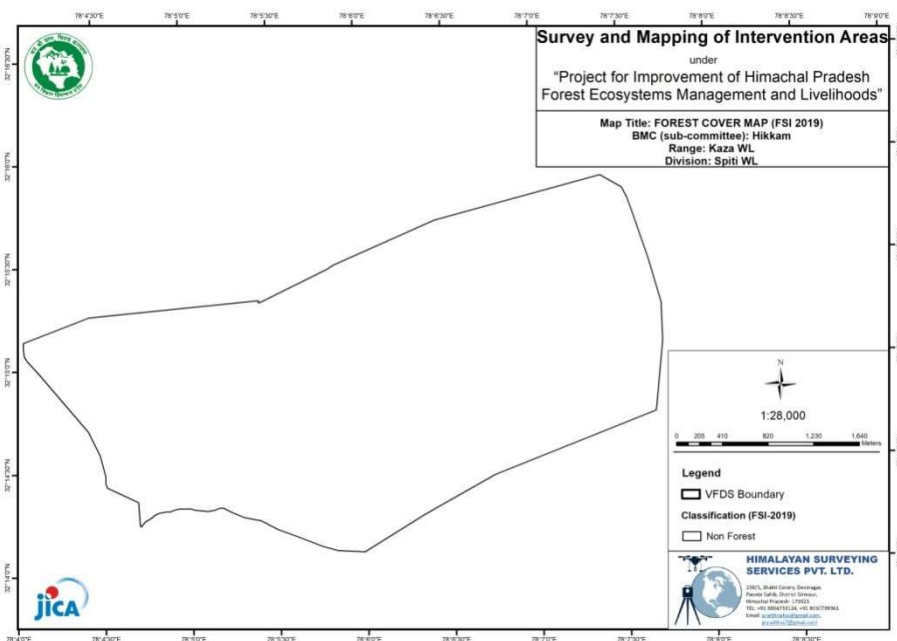 78°4'30"E 78°5'0"E 78°5'30"E 78°6'0"E 78°6'30"E 78°7'0"E 78°7'30"E 78°8'0"E 78°8'30"E 78°9'0"E
Survey and Mapping of Intervention Areas
under
“Project for Improvement of Himachal Pradesh
Forest Ecosystems Management and Livelihoods”
Map Title: FOREST COVER MAP (FSI 2019)
BMC (sub-committee): Hikkam
Range: Kaza WL
Division: Spiti WL
32°16'0"N
32°15'30"N
32°15'0"N
32°14'30"N
32°14'0"N
N
1:28,000
0 205 410 820 1,230 1,640
Meters
Legend
VFDS Boundary
Classification (FSI-2019)
Non Forest
HIMALAYAN SURVEYING
SERVICES PVT. LTD.
Himachal Pradesh-
jICA
78°4'0"E 78°4'30"E 78°5'0"E 78°5'30"E 78°6'0"E 78°6'30"E 78°7'0"E 78°7'30"E 78°8'0"E 78°8'30"E